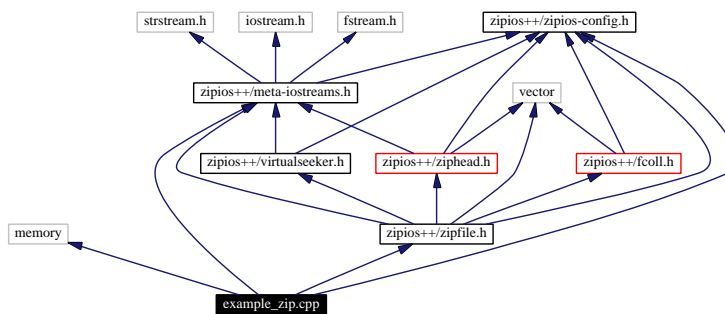 strstream.h
iostream.h
fstream.h
zipios++/zipios-config.h
zipios++/meta-iostreams.h
vector
zipios++/virtualseeker.h
zipios++/ziphead.h
zipios++/fcoll.h
memory
zipios++/zipfile.h
example_zip.cpp